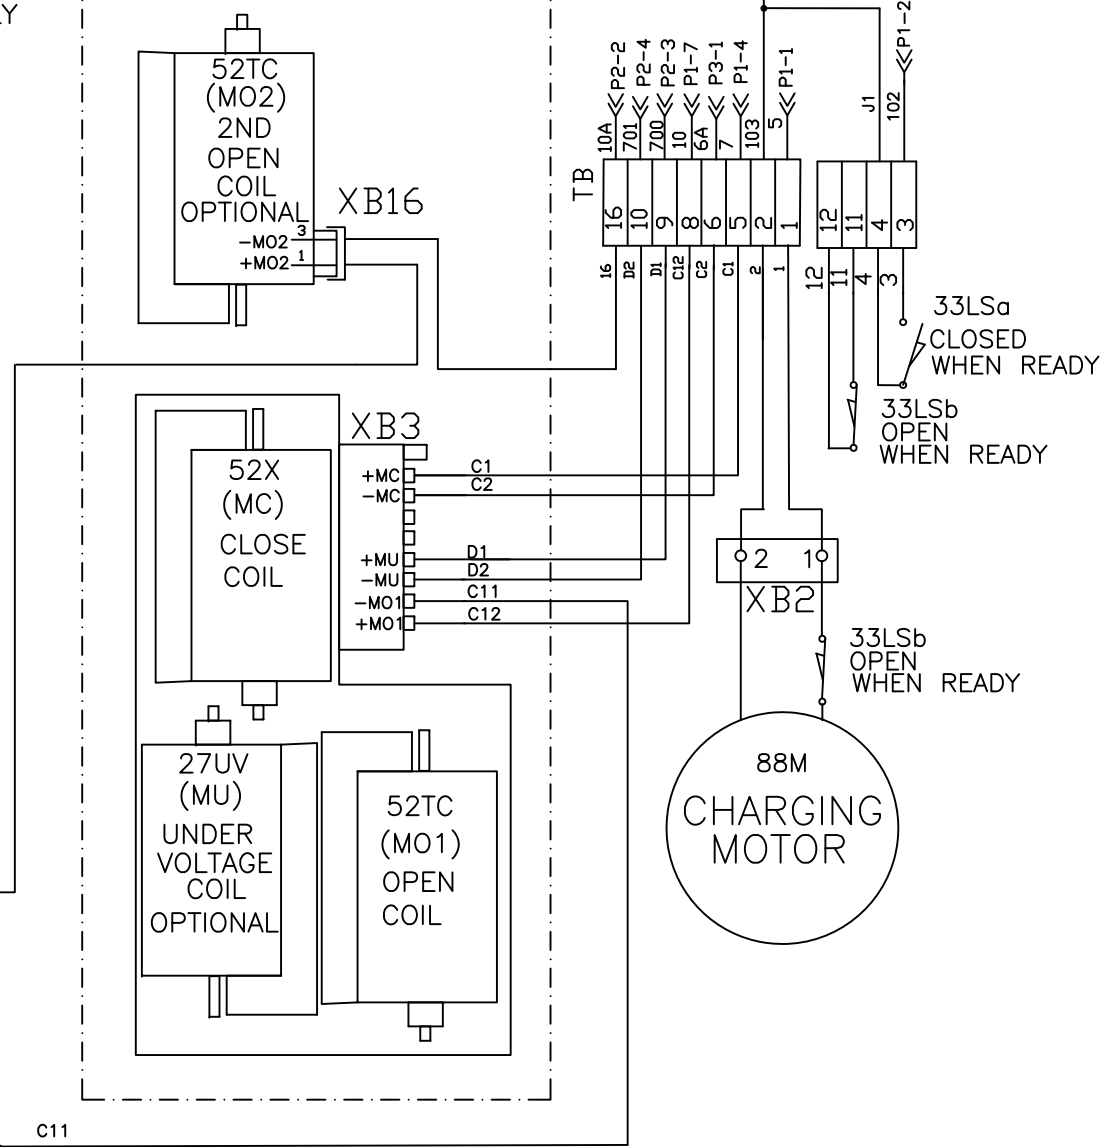 LY
52TC
(MO2)
2ND
OPEN
COIL
OPTIONAL
-MO2 3
+MO2 1
XB16
P2-2
P2-4
P2-3
P1-7
P3-1
P1-4
P1-1
P1-2
10A
701
700
10
6A
7
103
5
J1
102
TB
16 10 9 8 6 5 2 1
12 11 4 3
16 D2 D1 C12 C2 C1 2 1
12 11 4 3
33LSa
CLOSED
WHEN READY
33LSb
OPEN
WHEN READY
XB3
52X
(MC)
CLOSE
COIL
+MC C1
-MC C2
+MU D1
-MU D2
-MO1 C11
+MO1 C12
2 1
XB2
33LSb
OPEN
WHEN READY
27UV
(MU)
UNDER
VOLTAGE
COIL
OPTIONAL
52TC
(MO1)
OPEN
COIL
88M
CHARGING
MOTOR
C11